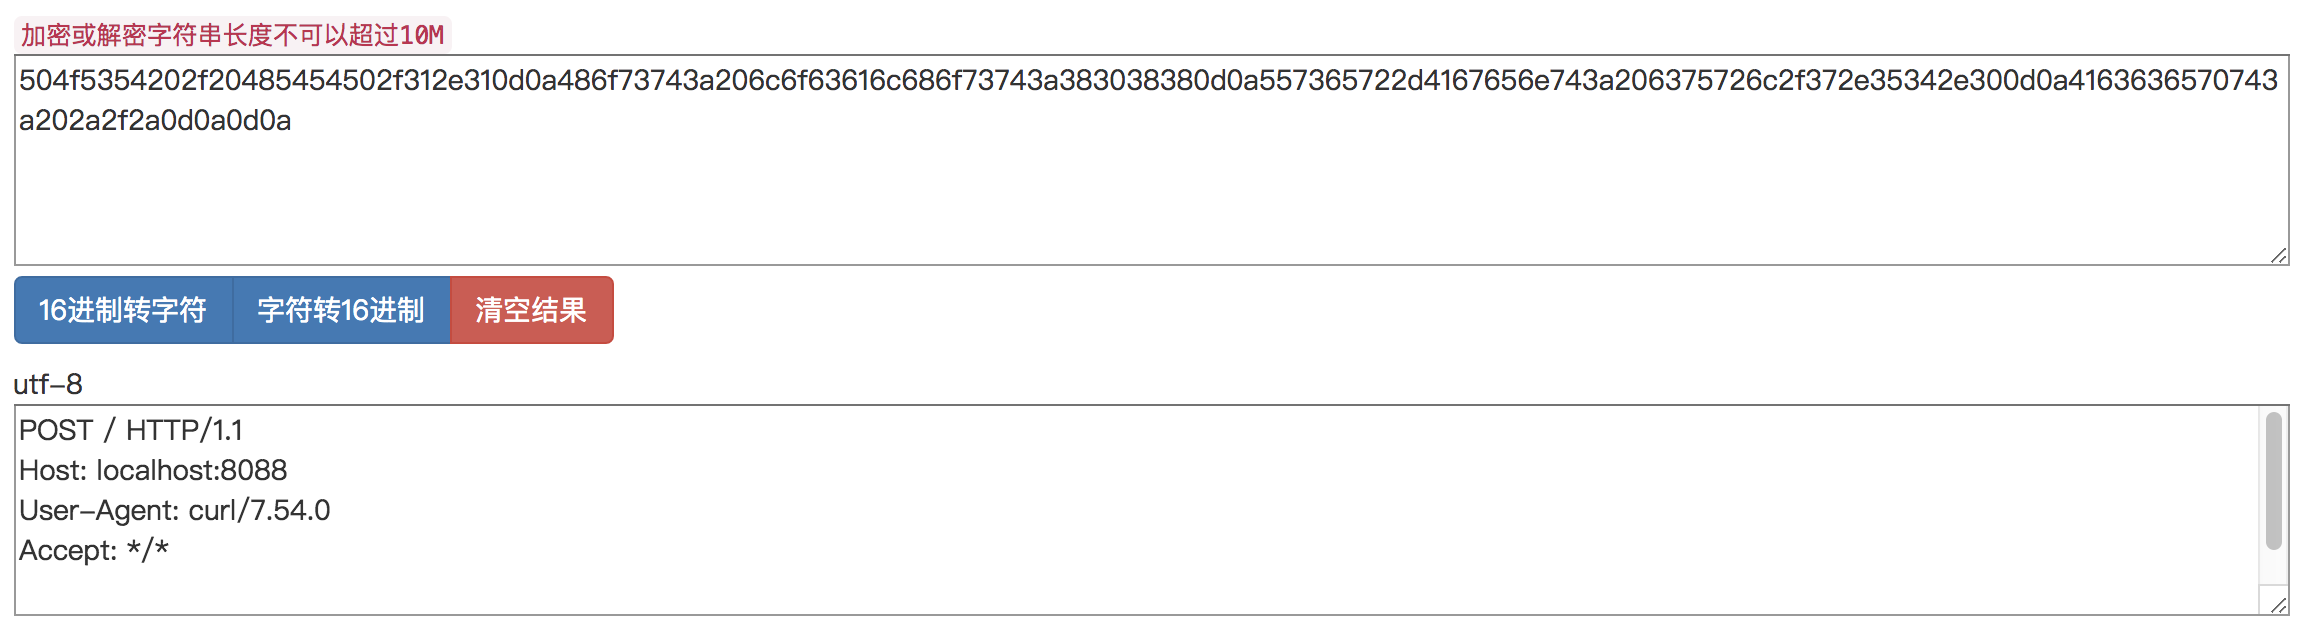 加密或解密字符串长度不可以超过10M
504f5354202f20485454502f312e310d0a486f73743a206c6f63616c686f73743a383038380d0a557365722d4167656e743a206375726c2f372e35342e300d0a4163636570743
a202a2f2a0d0a0d0a
16进制转字符 字符转16进制 清空结果
utf-8
POST / HTTP/1.1
Host: localhost:8088
User-Agent: curl/7.54.0
Accept: */*